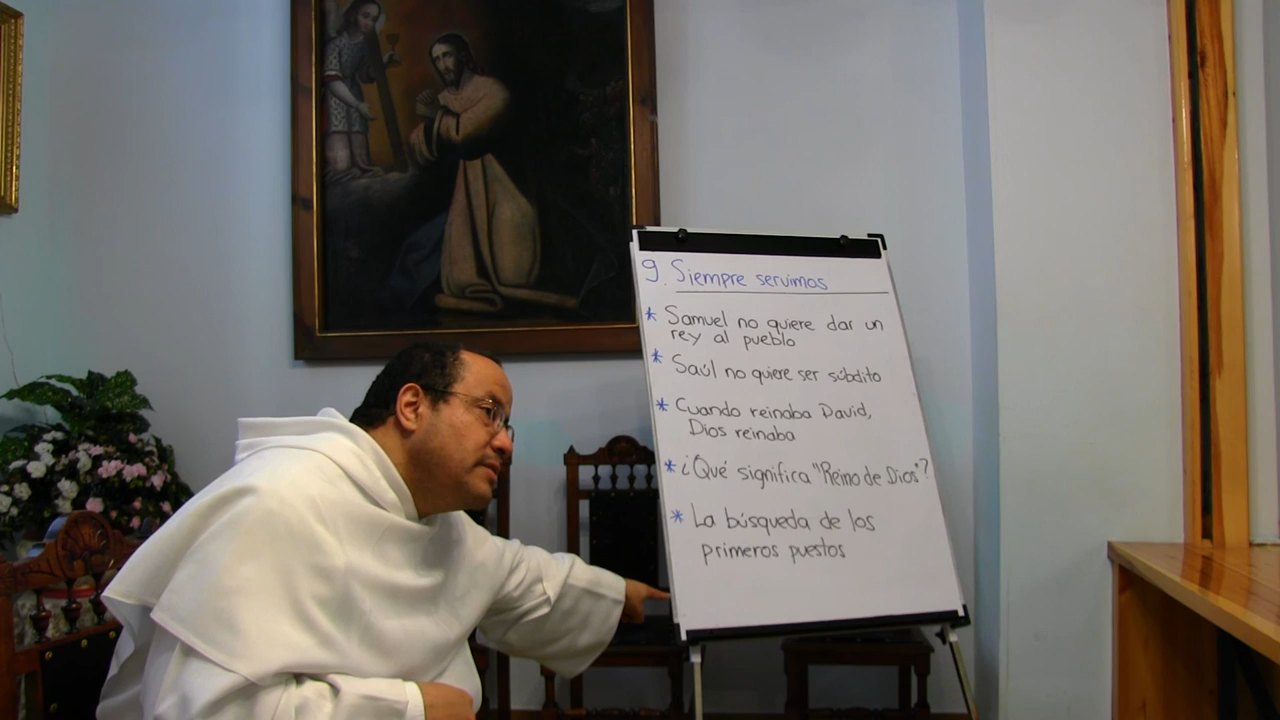 9. Siempre servimos
* Samuel no quiere dar un
rey al pueblo
* Saúl no quiere ser súbdito
* Cuando reinaba David,
Dios reinaba
* ¿Qué significa "Reino de Dios"?
* La búsqueda de los
primeros puestos